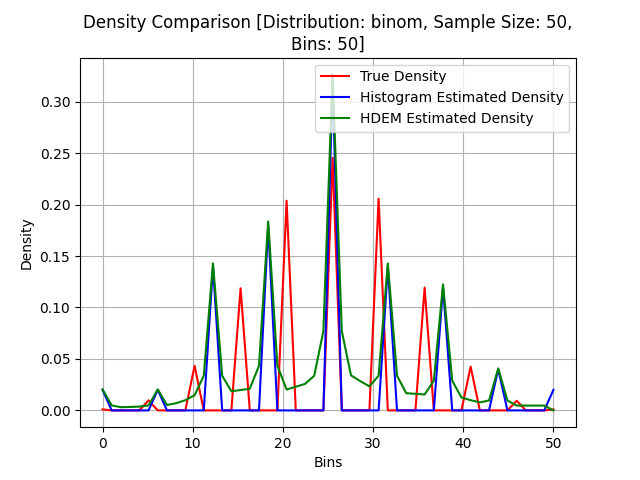 Density Comparison [Distribution: binom, Sample Size: 50,
Bins: 50]
True Density
Histogram Estimated Density
HDEM Estimated Density
Density
0.30
0.25
0.20
0.15
0.10
0.05
0.00
0 10 20 30 40 50
Bins